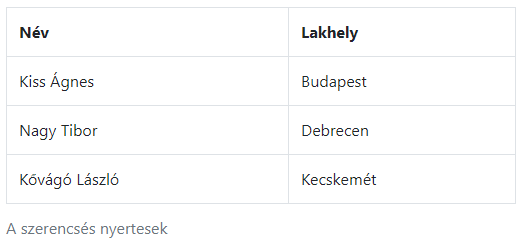 Név Lakhely
Kiss Ágnes Budapest
Nagy Tibor Debrecen
Kővágó László Kecskemét
A szerencsés nyertesek